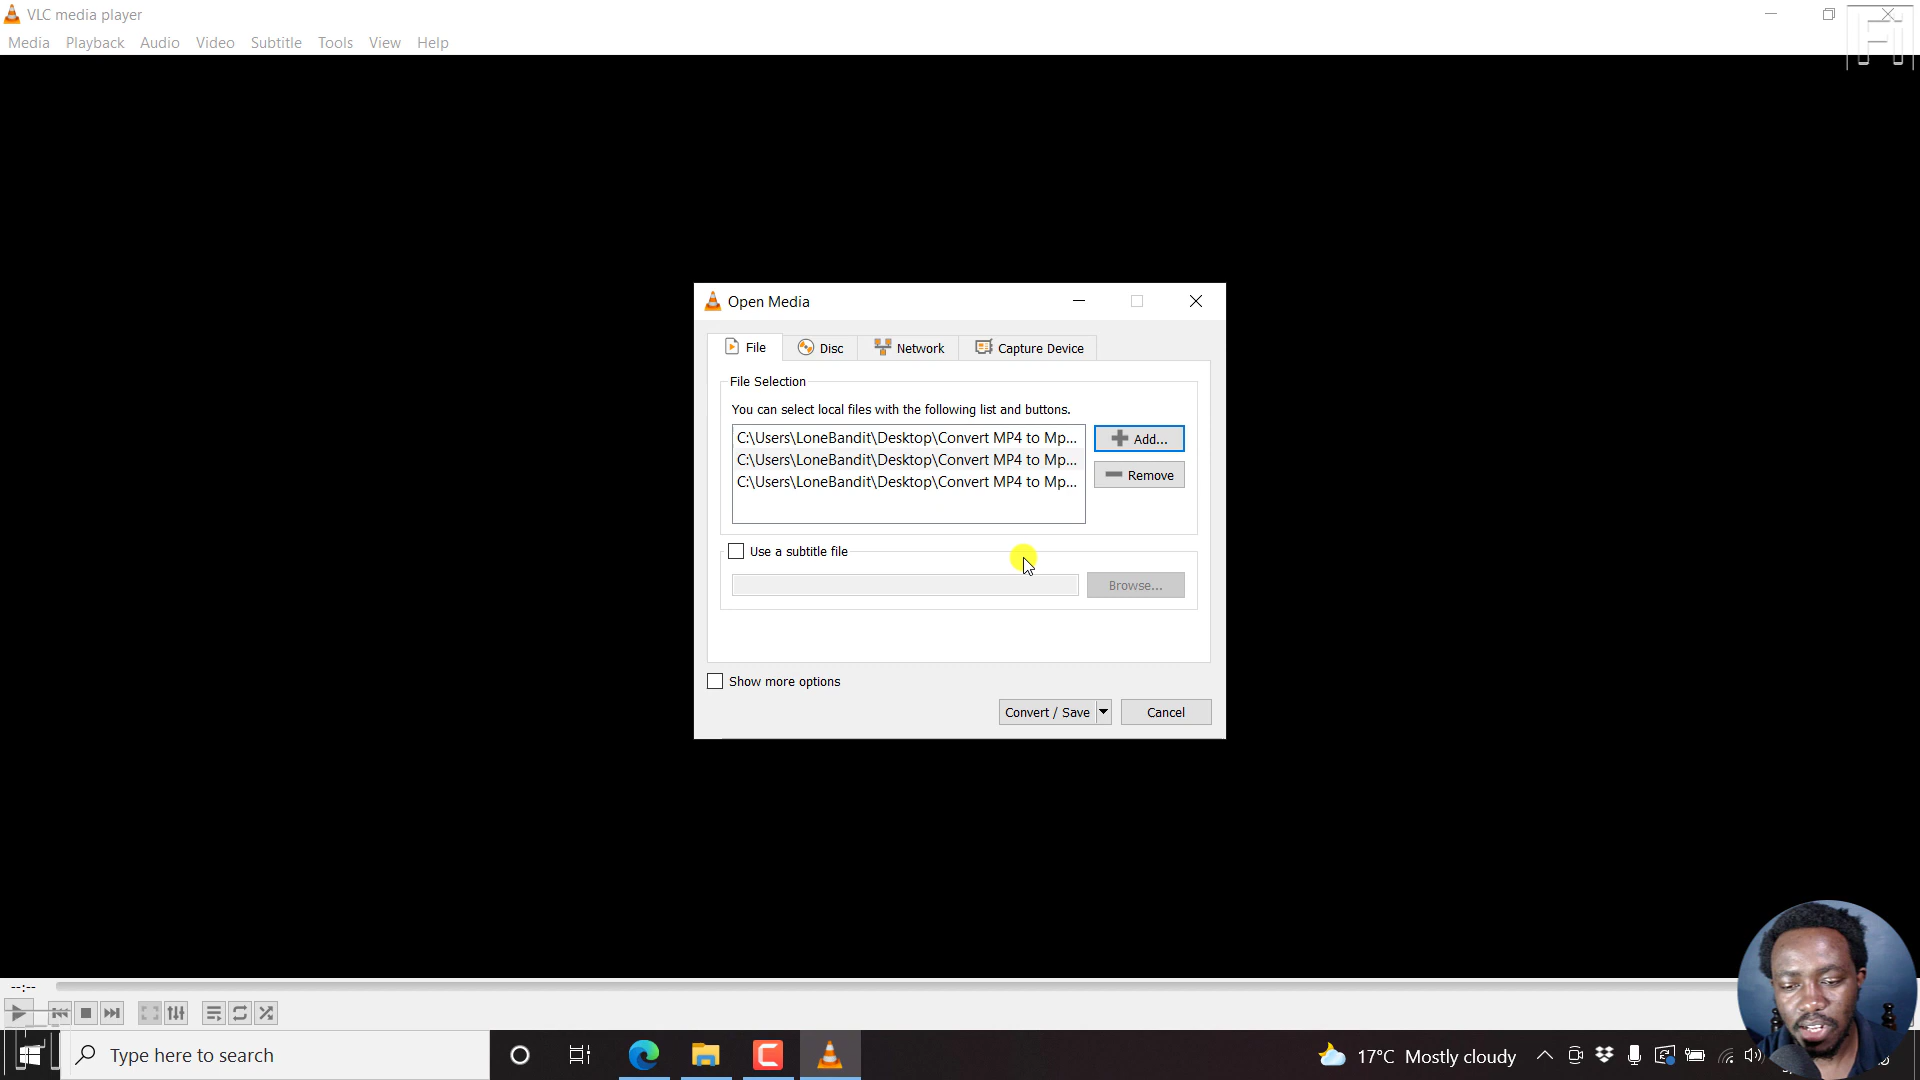 VLC media player
Media Playback Audio Video Subtitle Tools View Help
Open Media
File Disc Network Capture Device
File Selection
You can select local files with the following list and buttons.
C:\Users\LoneBandit\Desktop\Convert MP4 to Mp...
Add...
C:\Users\LoneBandit\Desktop\Convert MP4 to Mp...
Remove
C:\Users\LoneBandit\Desktop\Convert MP4 to Mp...
Use a subtitle file
Browse...
Show more options
Convert / Save Cancel
--:--
Type here to search
17°C Mostly cloudy